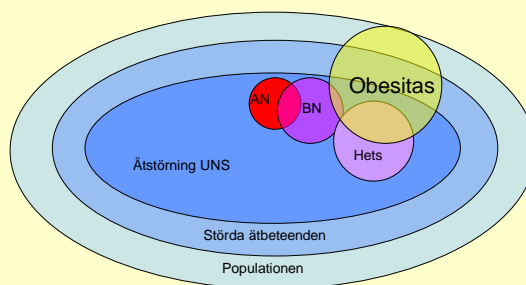 Obesitas
AN
BN
Hets
Ätstörning UNS
Störda ätbeteenden
Populationen